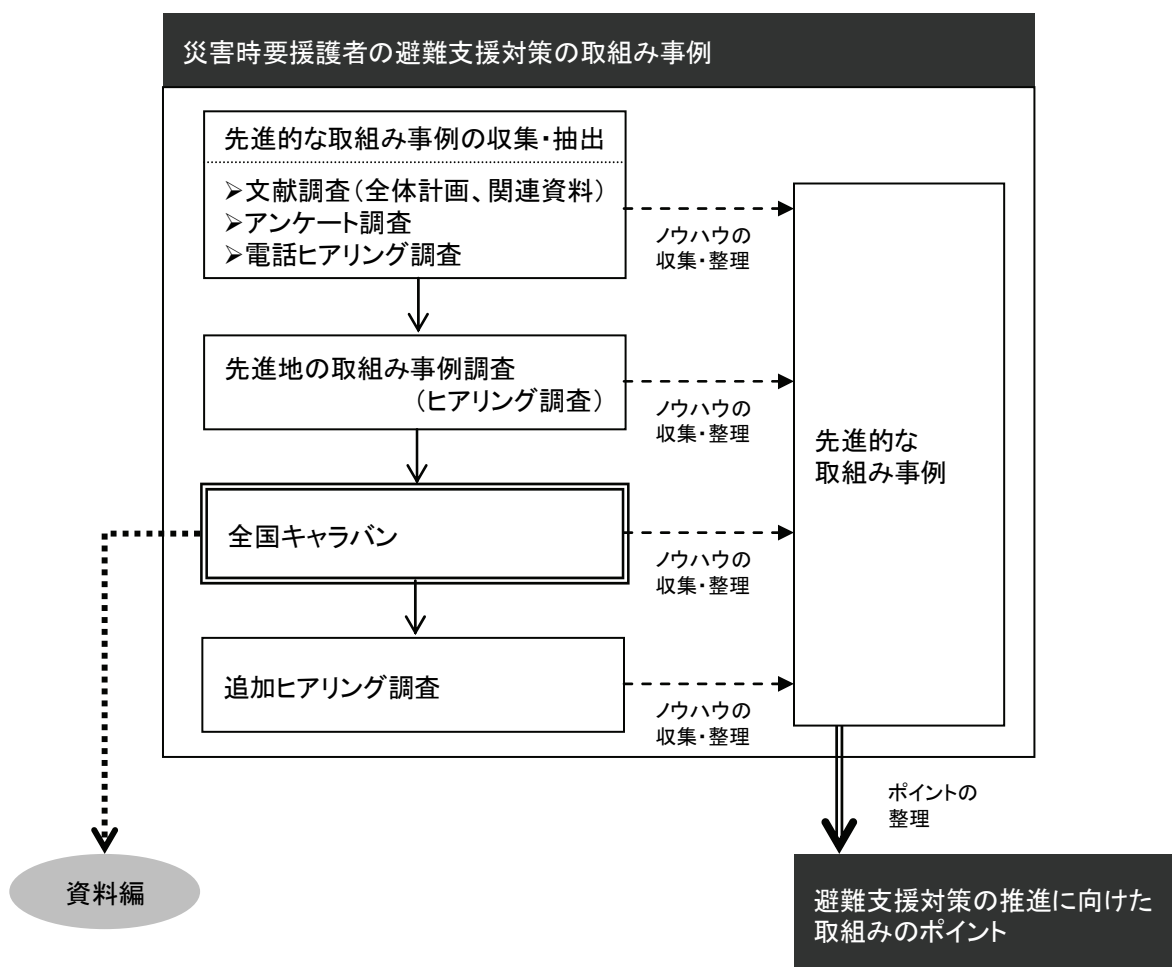 災害時要援護者の避難支援対策の取組み事例
先進的な取組み事例の収集・抽出
➢文献調査（全体計画、関連資料）
➢アンケート調査
➢電話ヒアリング調査
ノウハウの
収集・整理
先進地の取組み事例調査
（ヒアリング調査）
ノウハウの
収集・整理
全国キャラバン
ノウハウの
収集・整理
追加ヒアリング調査
ノウハウの
収集・整理
先進的な
取組み事例
ポイントの
整理
資料編
避難支援対策の推進に向けた
取組みのポイント